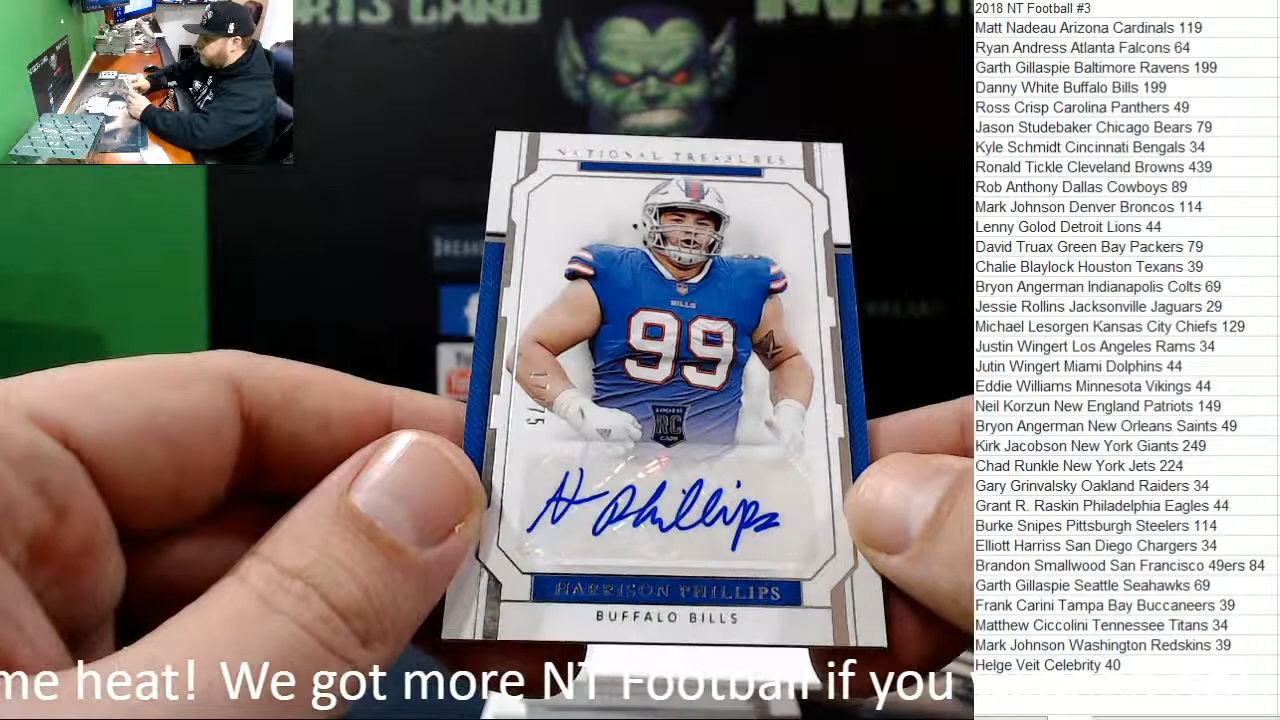 2018 NT Football #3
Matt Nadeau Arizona Cardinals 119
Ryan Andress Atlanta Falcons 64
Garth Gillaspie Baltimore Ravens 199
Danny White Buffalo Bills 199
Ross Crisp Carolina Panthers 49
Jason Studebaker Chicago Bears 79
Kyle Schmidt Cincinnati Bengals 34
Ronald Tickle Cleveland Browns 439
Rob Anthony Dallas Cowboys 89
Mark Johnson Denver Broncos 114
Lenny Golod Detroit Lions 44
David Truax Green Bay Packers 79
Chalie Blaylock Houston Texans 39
Bryon Angerman Indianapolis Colts 69
Jessie Rollins Jacksonville Jaguars 29
Michael Lesorgen Kansas City Chiefs 129
Justin Wingert Los Angeles Rams 34
Jutin Wingert Miami Dolphins 44
Eddie Williams Minnesota Vikings 44
Neil Korzun New England Patriots 149
Bryon Angerman New Orleans Saints 49
Kirk Jacobson New York Giants 249
Chad Runkle New York Jets 224
Gary Grinvalsky Oakland Raiders 34
Grant R. Raskin Philadelphia Eagles 44
Burke Snipes Pittsburgh Steelers 114
Elliott Harriss San Diego Chargers 34
Brandon Smallwood San Francisco 49ers 84
Garth Gillaspie Seattle Seahawks 69
Frank Carini Tampa Bay Buccaneers 39
Matthew Ciccolini Tennessee Titans 34
Mark Johnson Washington Redskins 39
Helge Veit Celebrity 40
RTS CARD
NATIONAL TREASURES
BILLS
99
RC
CARD
H Phillips
HARRISON PHILLIPS
BUFFALO BILLS
me heat! We got more NT Football if you